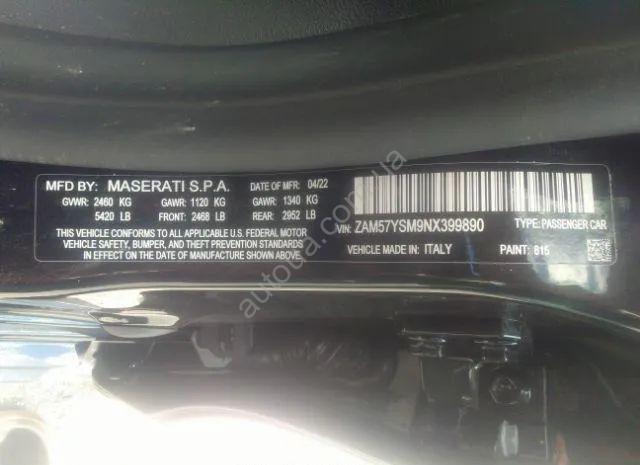 MFD BY: MASERATI S.P.A. DATE OF MFR 04/22
GVWR: 2460 KG GAWR: 1120 KG GAWR: 1340 KG
5420 LB FRONT: 2468 LB REAR: 2952 LB
THIS VEHICLE CONFORMS TO ALL APPLICABLE U.S. FEDERAL MOTOR
VEHICLE SAFETY, BUMPER, AND THEFT PREVENTION STANDARDS
IN EFFECT ON THE DATE OF MANUFACTURE SHOWN ABOVE.
VIN: ZAM57YSM9NX399890 TYPE: PASSENGER CAR
VEHICLE MADE IN: ITALY PAINT: 815
autoua.com.ua